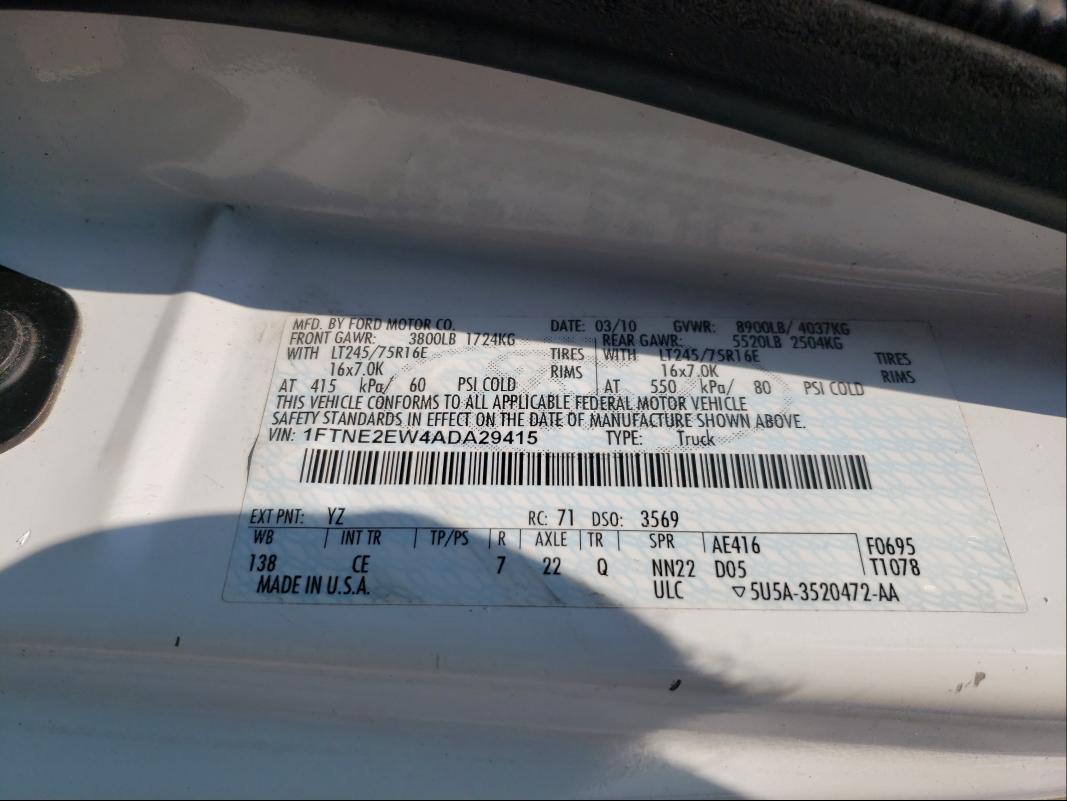 MFD. BY FORD MOTOR CO. DATE: 03/10 GVWR: 8900LB/ 4037KG
FRONT GAWR: 3800LB 1724KG REAR GAWR: 5520LB 2504KG
WITH LT245/75R16E TIRES WITH LT245/75R16E TIRES
16x7.0K RIMS 16x7.0K RIMS
AT 415 kPa/ 60 PSI COLD AT 550 kPa/ 80 PSI COLD
THIS VEHICLE CONFORMS TO ALL APPLICABLE FEDERAL MOTOR VEHICLE
SAFETY STANDARDS IN EFFECT ON THE DATE OF MANUFACTURE SHOWN ABOVE.
VIN: 1FTNE2EW4ADA29415 TYPE: Truck
EXT PNT: YZ RC: 71 DSO: 3569
WB INT TR TP/PS R AXLE TR SPR AE416 F0695
138 CE 7 22 Q NN22 D05 T1078
MADE IN U.S.A. ULC ▽5U5A-3520472-AA